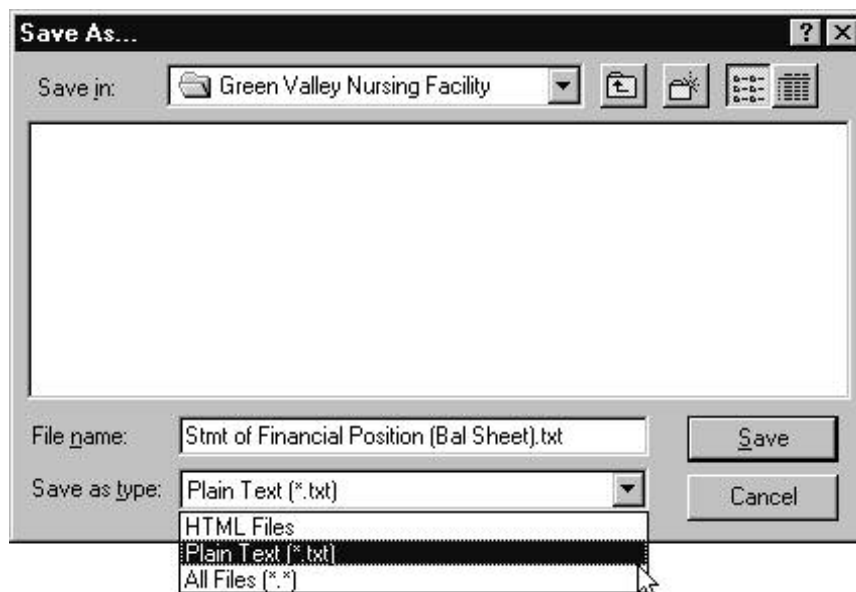 Save As...
Save in: Green Valley Nursing Facility
File name: Stmt of Financial Position (Bal Sheet).txt Save
Save as type: Plain Text (*.txt) Cancel
HTML Files
Plain Text (*.txt)
All Files (*.*)